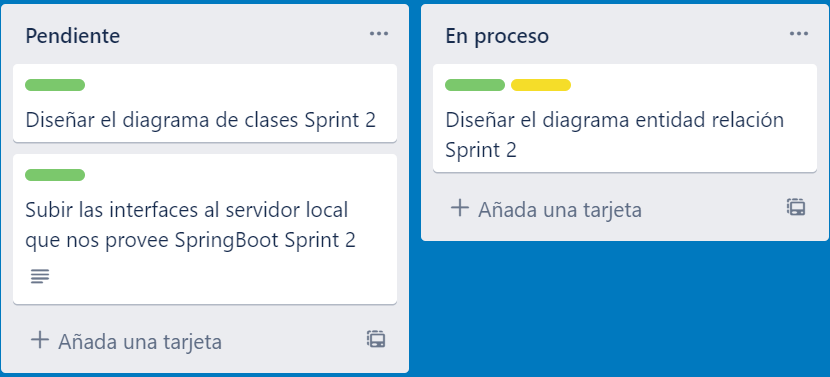 Pendiente
Diseñar el diagrama de clases Sprint 2
Subir las interfaces al servidor local
que nos provee SpringBoot Sprint 2
Añada una tarjeta
En proceso
Diseñar el diagrama entidad relación
Sprint 2
Añada una tarjeta